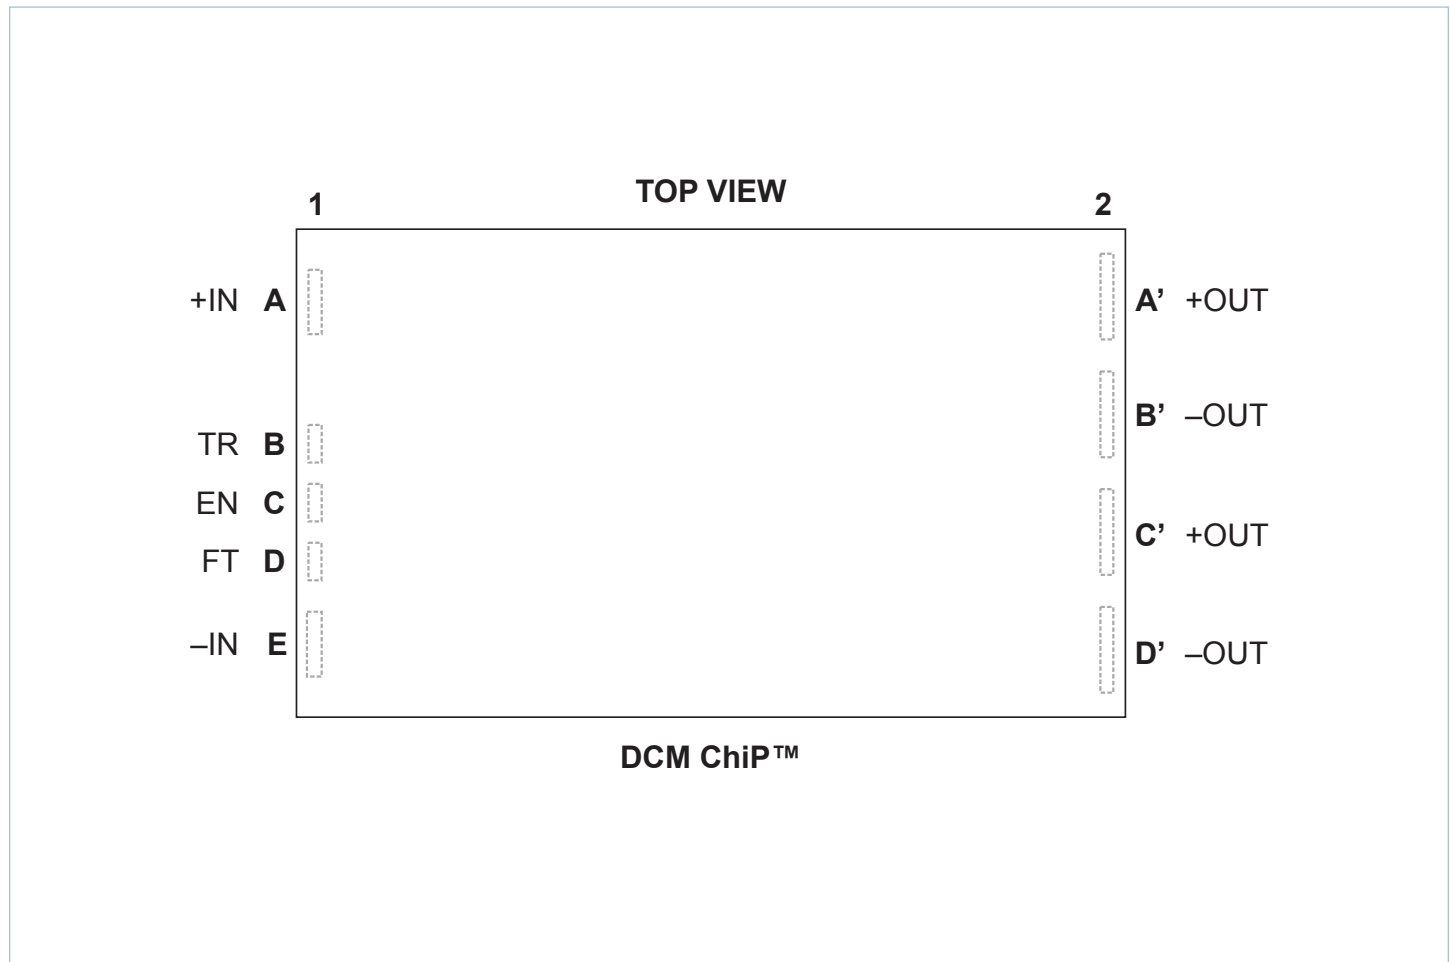 TOP VIEW
1 2
+IN A A’ +OUT
B’ –OUT
TR B
EN C
C’ +OUT
FT D
–IN E
D’ –OUT
DCM ChiP™